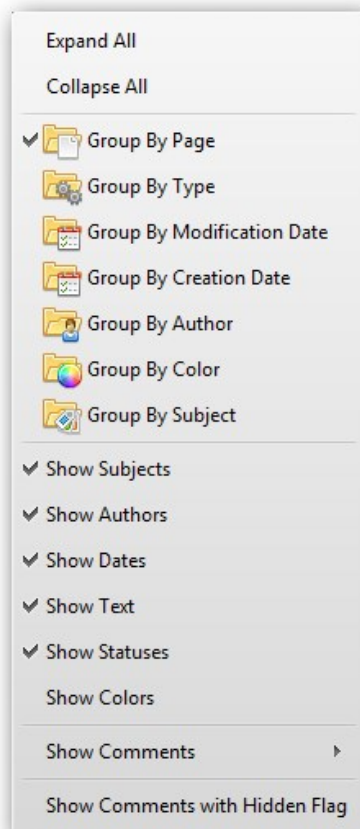 Expand All
Collapse All
Group By Page
Group By Type
Group By Modification Date
Group By Creation Date
Group By Author
Group By Color
Group By Subject
Show Subjects
Show Authors
Show Dates
Show Text
Show Statuses
Show Colors
Show Comments
Show Comments with Hidden Flag